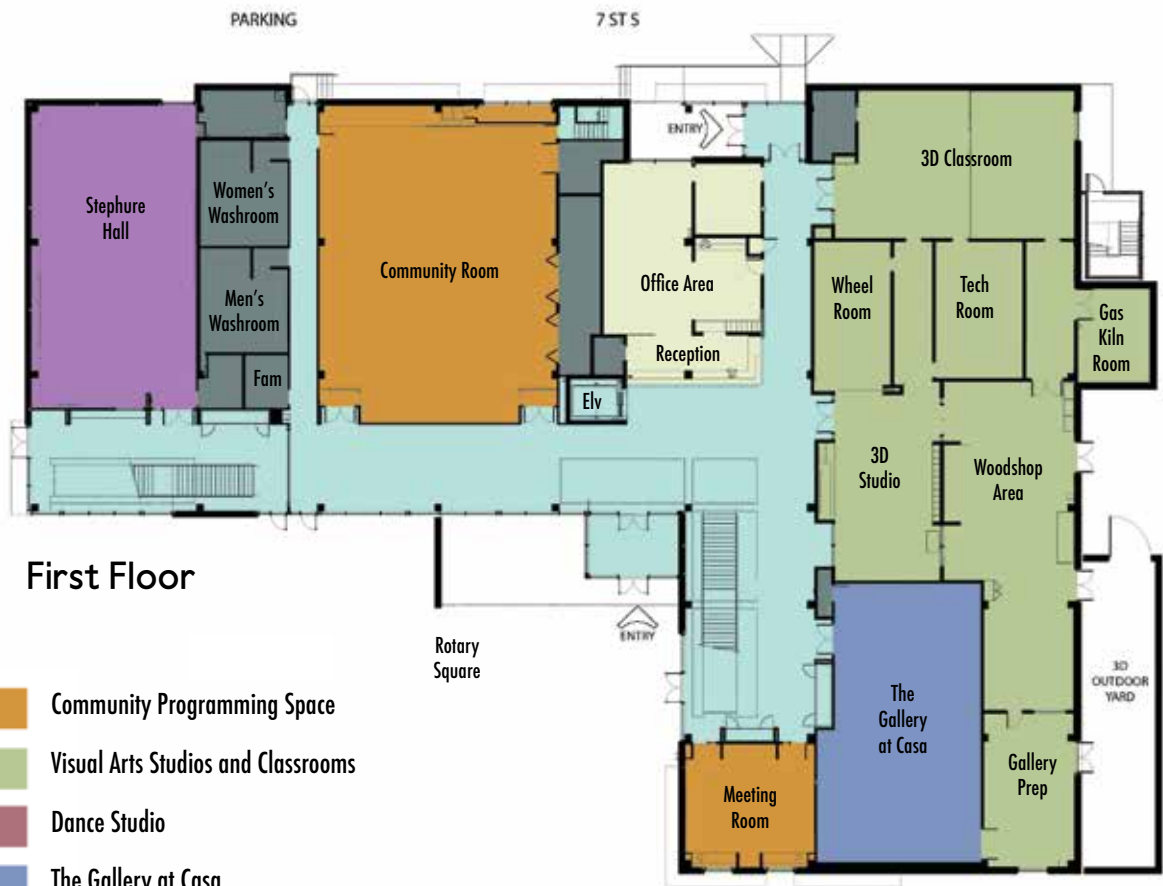 PARKING
7 ST S
ENTRY
3D Classroom
Stephure
Hall
Women's
Washroom
Community Room
Office Area
Wheel
Room
Tech
Room
Men's
Washroom
Gas
Kiln
Room
Reception
Fam
Elv
3D
Studio
Woodshop
Area
First Floor
ENTRY
Rotary
Square
3D
OUTDOOR
YARD
The
Gallery
at Casa
Gallery
Prep
Meeting
Room
Community Programming Space
Visual Arts Studios and Classrooms
Dance Studio
The Gallery at Casa